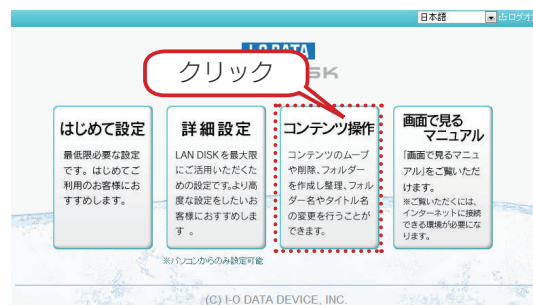 日本語
ログオフ
I-O DATA
クリック
SK
はじめて設定
最低限必要な設定
です。はじめてご
利用のお客様にお
すすめします。
詳細設定
LAN DISKを最大限
にご活用いただくた
めの設定です。より高
度な設定をしたいお
客様におすすめしま
す 。
※パソコンからのみ設定可能
コンテンツ操作
コンテンツのムーブ
や削除、フォルダー
を作成し整理、フォル
ダー名やタイトル名
の変更を行うことが
できます。
画面で見る
マニュアル
「画面で見るマニュ
アル」をご覧いただ
けます。
※ご覧いただくには、
インターネットに接続
できる環境が必要にな
ります。
(C) I-O DATA DEVICE, INC.